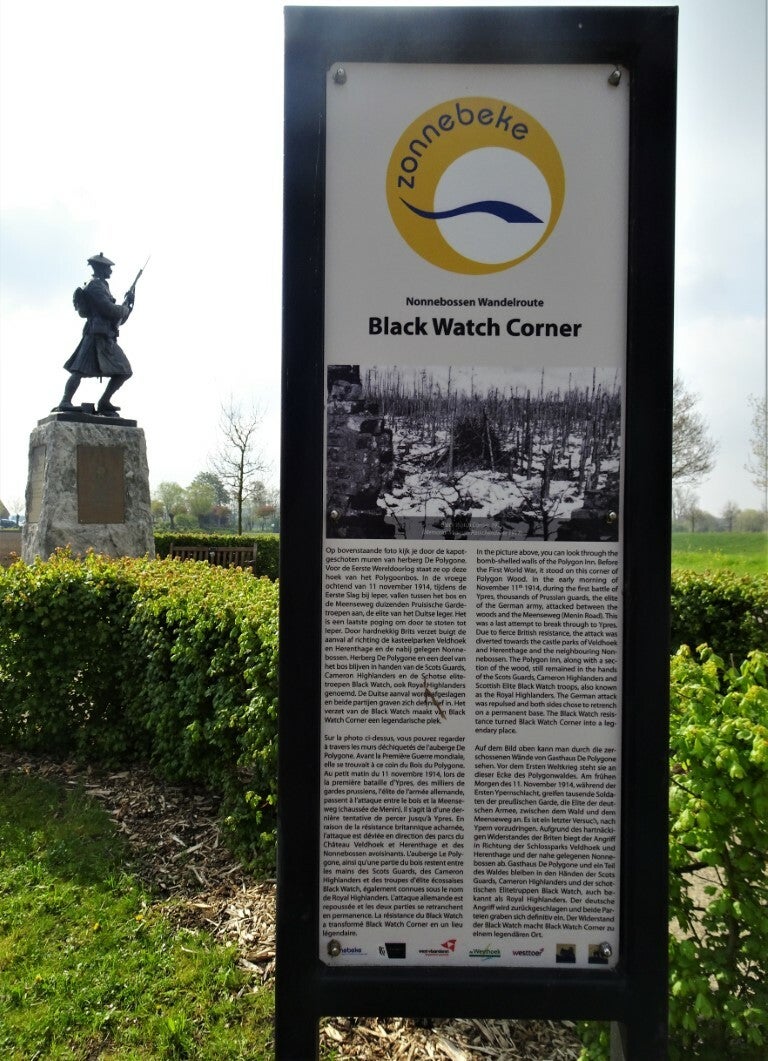 zonnebeke
Nonnebossen Wandelroute
Black Watch Corner
Op bovenstaande foto kijk je door de kapot-
geschoten muren van herberg De Polygone.
Voor de Eerste Wereldoorlog staat ze op deze
hoek van het Polygoonbos. In de vroege
ochtend van 11 november 1914, tijdens de
Eerste Slag bij Ieper, vallen tussen het bos en
de Meenseweg duizenden Pruisische Garde-
troepen aan, de elite van het Duitse leger. Het
is een laatste poging om door te stoten tot
Ieper. Door hardnekkig Brits verzet buigt de
aanval af richting de kasteelparken Veldhoek
en Herenthage en de nabij gelegen Nonne-
bossen. Herberg De Polygone en een deel van
het bos blijven in handen van de Scots Guards,
Cameron Highlanders en de Schotse elite-
troepen Black Watch, ook Royal Highlanders
genoemd. De Duitse aanval wordt afgeslagen
en beide partijen graven zich definitief in. Het
verzet van de Black Watch maakt van Black
Watch Corner een legendarische plek.
In the picture above, you can look through the
bomb-shelled walls of the Polygon Inn. Before
the First World War, it stood on this corner of
Polygon Wood. In the early morning of
November 11th 1914, during the first battle of
Ypres, thousands of Prussian guards, the elite
of the German army, attacked between the
woods and the Meenseweg (Menin Road). This
was a last attempt to break through to Ypres.
Due to fierce British resistance, the attack was
diverted towards the castle parks of Veldhoek
and Herenthage and the neighbouring Non-
nebossen. The Polygon Inn, along with a sec-
tion of the wood, still remained in the hands
of the Scots Guards, Cameron Highlanders and
Scottish Elite Black Watch troops, also known
as the Royal Highlanders. The German attack
was repulsed and both sides chose to retrench
on a permanent base. The Black Watch resis-
tance turned Black Watch Corner into a leg-
endary place.
Sur la photo ci-dessus, vous pouvez regarder
à travers les murs déchiquetés de l'auberge De
Polygone. Avant la Première Guerre mondiale,
elle se trouvait à ce coin du Bois du Polygone.
Au petit matin du 11 novembre 1914, lors de
la première bataille d'Ypres, des milliers de
gardes prussiens, l'élite de l'armée allemande,
passent à l'attaque entre le bois et la Meense-
weg (chaussée de Menin). Il s'agit d'une der-
nière tentative de percer jusqu'à Ypres. En
raison de la résistance britannique acharnée,
l'attaque est déviée en direction des parcs du
Château Veldhoek et Herenthage et des
Nonnebossen avoisinants. L'auberge Le Poly-
gone, ainsi qu'une partie du bois restent entre
les mains des Scots Guards, des Cameron
Highlanders et des troupes d'élite écossaises
Black Watch, également connues sous le nom
de Royal Highlanders. L'attaque allemande est
repoussée et les deux parties se retranchent
en permanence. La résistance du Black Watch
a transformé Black Watch Corner en un lieu
légendaire.
Auf dem Bild oben kann man durch die zer-
schossenen Wände von Gasthaus De Polygone
sehen. Vor dem Ersten Weltkrieg steht sie an
dieser Ecke des Polygonwaldes. Am frühen
Morgen des 11. November 1914, während der
Ersten Ypernschlacht, greifen tausende Solda-
ten der preußischen Garde, die Elite der deut-
schen Armee, zwischen dem Wald und dem
Meenseweg an. Es ist ein letzter Versuch, nach
Ypern vorzudringen. Aufgrund des hartnäcki-
gen Widerstandes der Briten biegt der Angriff
in Richtung der Schlossparks Veldhoek und
Herenthage und der nahe gelegenen Nonne-
bossen ab. Gasthaus De Polygone und ein Teil
des Waldes bleiben in den Händen der Scots
Guards, Cameron Highlanders und der schot-
tischen Elitetruppen Black Watch, auch be-
kannt als Royal Highlanders. Der deutsche
Angriff wird zurückgeschlagen und beide Par-
teien graben sich definitiv ein. Der Widerstand
der Black Watch macht Black Watch Corner zu
einem legendären Ort.
westtoer